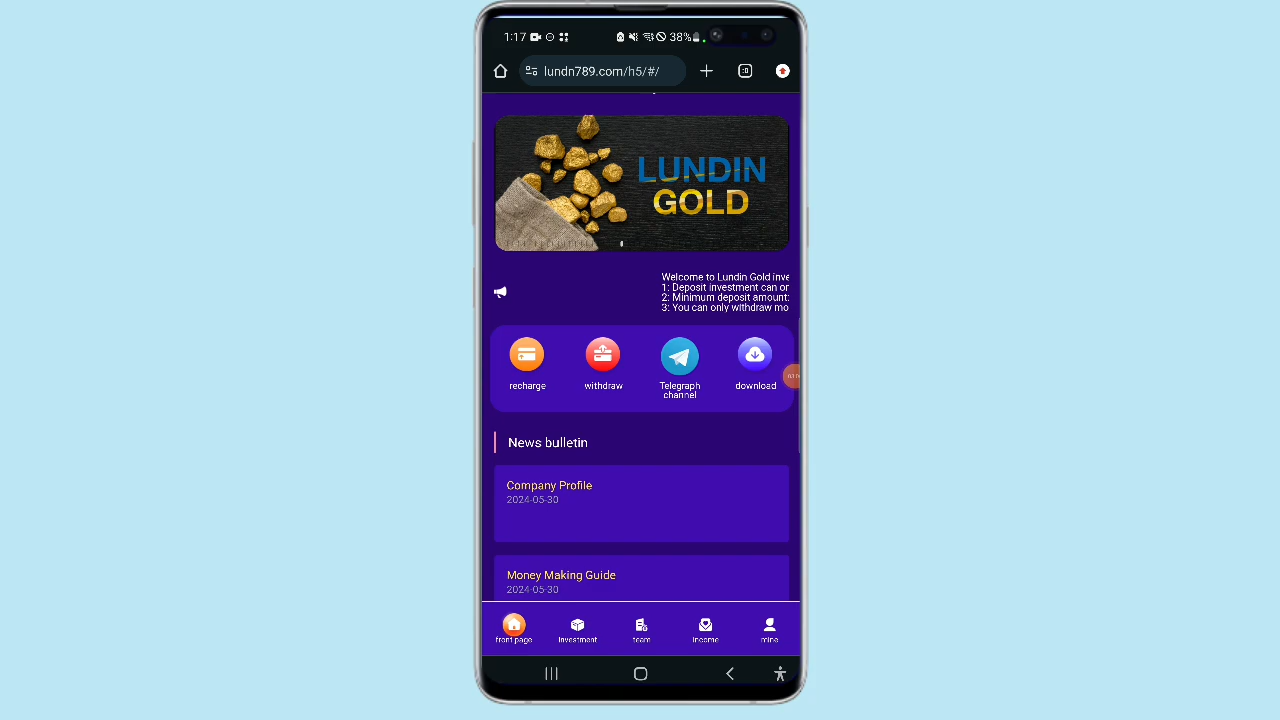 1:17
38%
lundn789.com/h5/#/
LUNDIN
GOLD
Welcome to Lundin Gold inve
1: Deposit investment can or
2: Minimum deposit amount:
3: You can only withdraw mo
recharge
withdraw
Telegraph
channel
download
News bulletin
Company Profile
2024-05-30
Money Making Guide
2024-05-30
front page
investment
team
income
mine